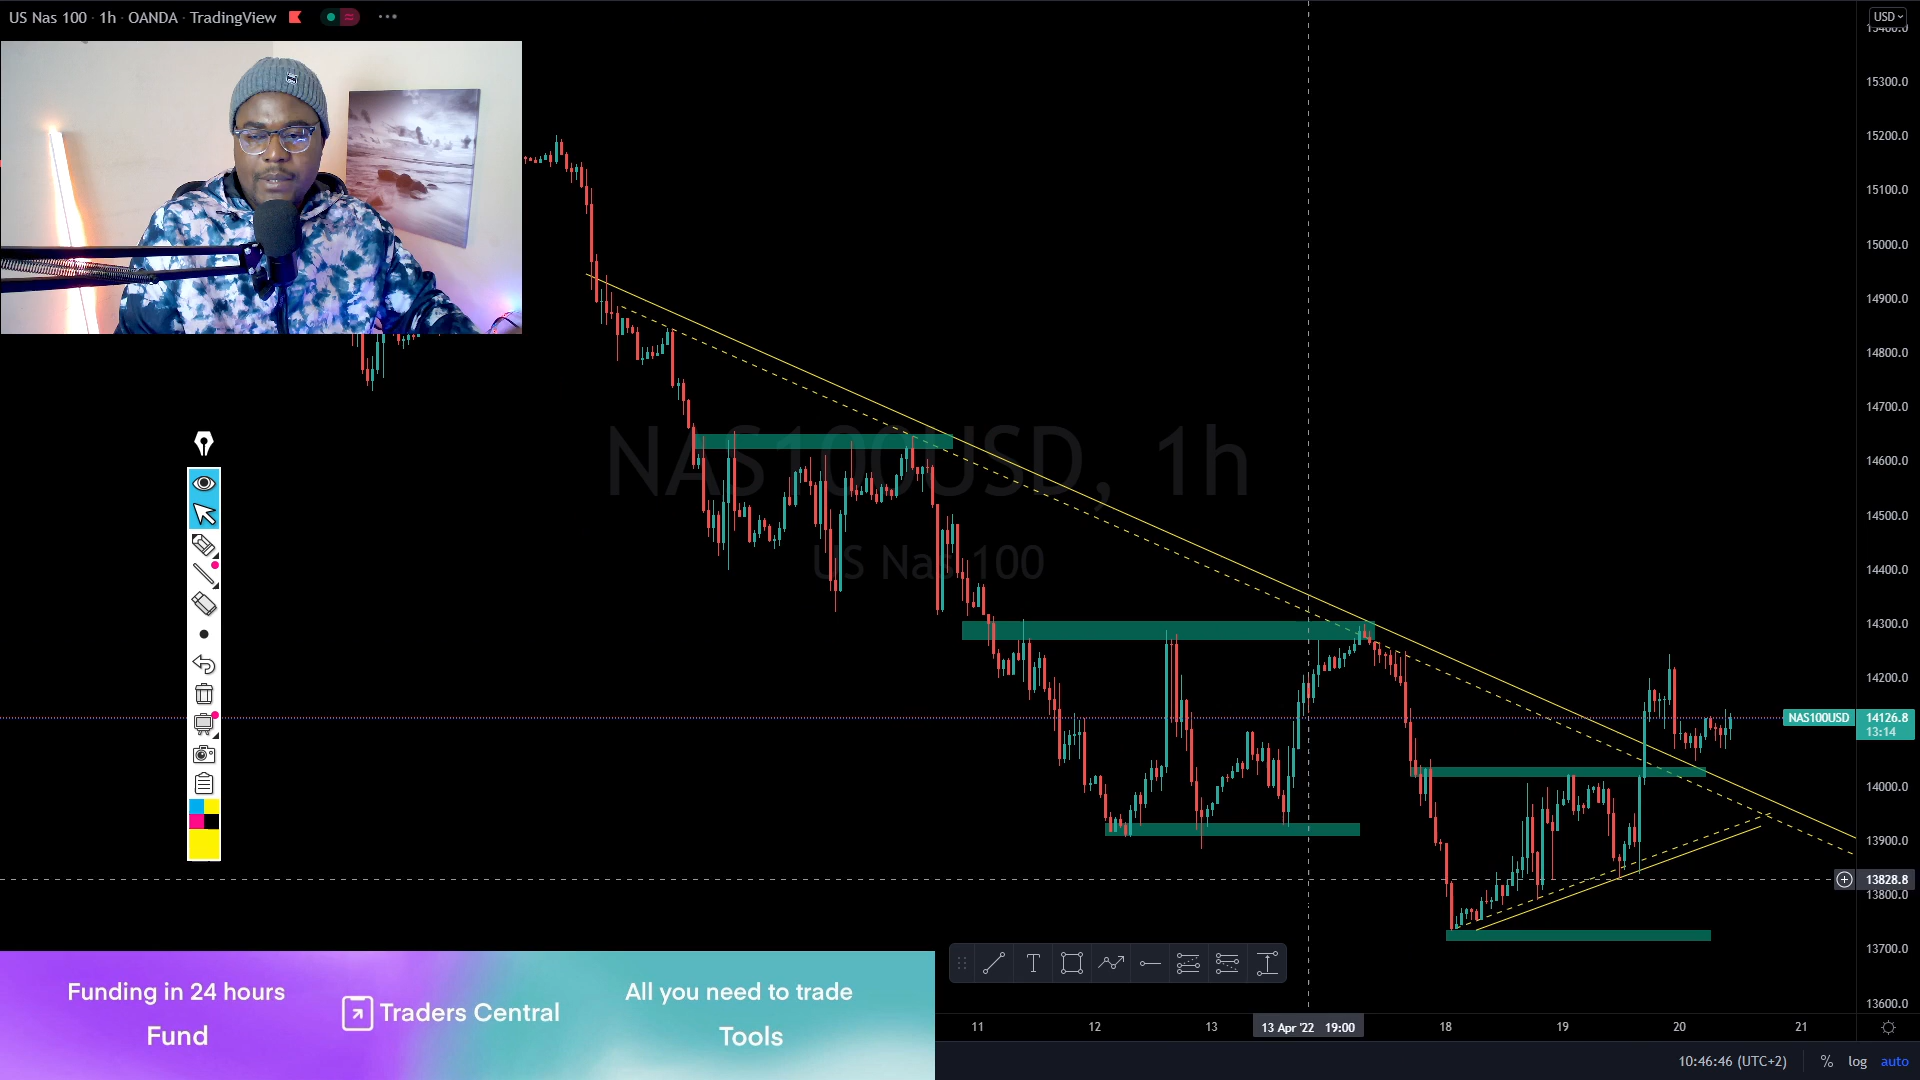 US Nas 100 · 1h · OANDA · TradingView
USD
15400.0
15300.0
15200.0
15100.0
15000.0
14900.0
14800.0
14700.0
14600.0
14500.0
14400.0
14300.0
14200.0
NAS100USD 14126.8
13:14
14000.0
13900.0
13828.8
13800.0
13700.0
13600.0
NAS100USD, 1h
US Nas 100
Funding in 24 hours
Fund
Traders Central
All you need to trade
Tools
11 12 13 13 Apr '22 19:00 18 19 20 21
10:46:46 (UTC+2) % log auto